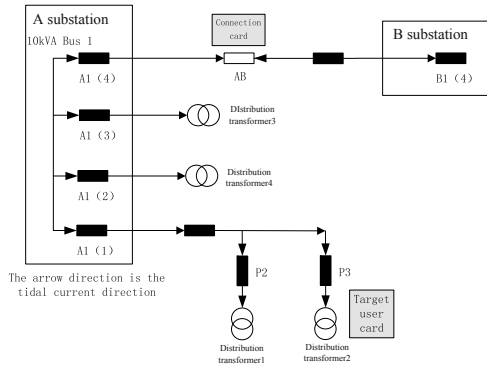 A substation
10kVA Bus 1
A1 (4)
Connection
card
AB
B substation
B1 (4)
A1 (3)
DIstribution
transformer3
A1 (2)
Distribution
transformer4
A1 (1)
The arrow direction is the
tidal current direction
P2
P3
Target
user
card
Distribution
transformer1
Distribution
transformer2